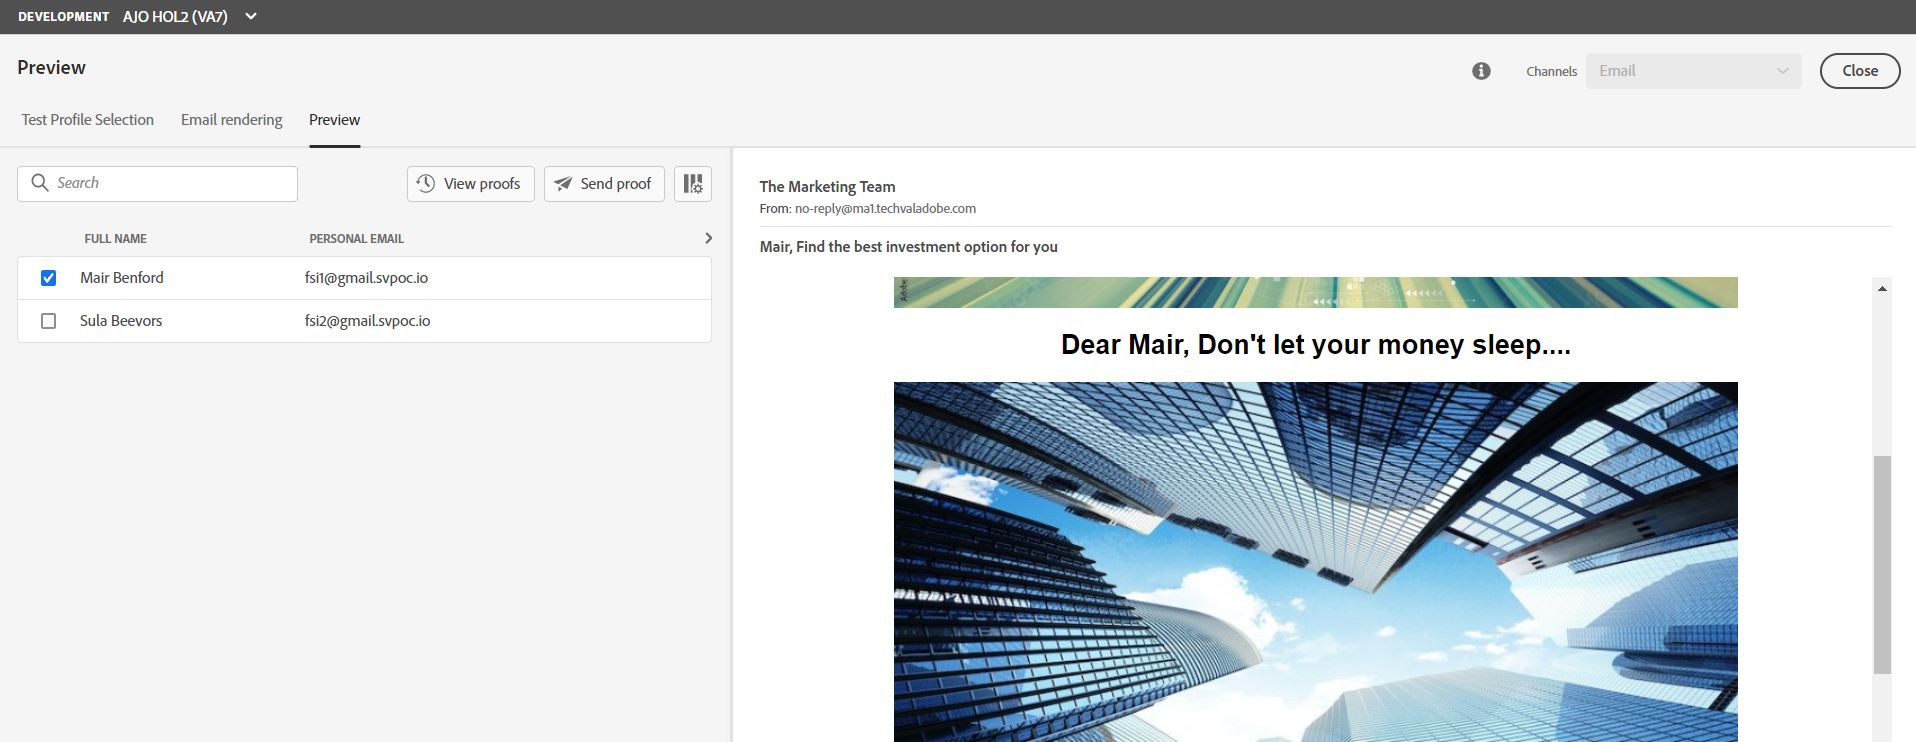 DEVELOPMENT AJO HOL2 (VA7)
Preview
Channels Email Close
Test Profile Selection Email rendering Preview
Search View proofs Send proof
FULL NAME PERSONAL EMAIL
Mair Benford fsi1@gmail.svpoc.io
Sula Beevors fsi2@gmail.svpoc.io
The Marketing Team
From: no-reply@ma1.techvaladobe.com
Mair, Find the best investment option for you
Adobe
Dear Mair, Don't let your money sleep....